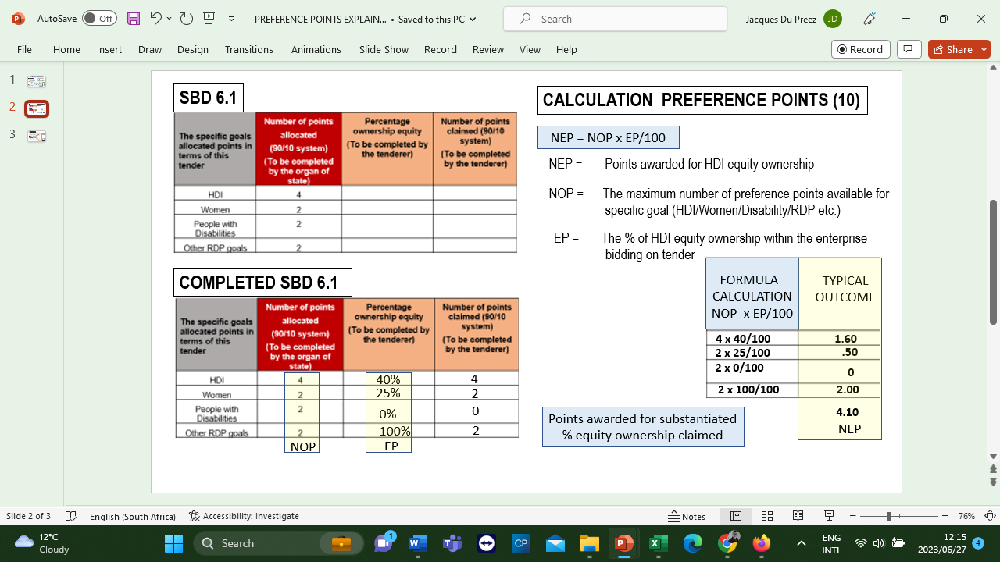 AutoSave Off PREFERENCE POINTS EXPLAIN... • Saved to this PC Search Jacques Du Preez JD
File Home Insert Draw Design Transitions Animations Slide Show Record Review View Help Record Share
1
2
3
SBD 6.1
The specific goals
allocated points in
terms of this
tender
Number of points
allocated
(90/10 system)
(To be completed
by the organ of
state)
Percentage
ownership equity
(To be completed by
the tenderer)
Number of points
claimed (90/10
system)
(To be completed
by the tenderer)
HDI 4
Women 2
People with 2
Disabilities
Other RDP goals 2
COMPLETED SBD 6.1
The specific goals
allocated points in
terms of this
tender
Number of points
allocated
(90/10 system)
(To be completed
by the organ of
state)
Percentage
ownership equity
(To be completed by
the tenderer)
Number of points
claimed (90/10
system)
(To be completed
by the tenderer)
HDI 4 40% 4
Women 2 25% 2
People with 2 0% 0
Disabilities
Other RDP goals 2 100% 2
NOP EP
CALCULATION PREFERENCE POINTS (10)
NEP = NOP x EP/100
NEP = Points awarded for HDI equity ownership
NOP = The maximum number of preference points available for
specific goal (HDI/Women/Disability/RDP etc.)
EP = The % of HDI equity ownership within the enterprise
bidding on tender
FORMULA
CALCULATION
NOP x EP/100
TYPICAL
OUTCOME
4 x 40/100 1.60
2 x 25/100 .50
2 x 0/100 0
2 x 100/100 2.00
4.10
NEP
Points awarded for substantiated
% equity ownership claimed
Slide 2 of 3 English (South Africa) Accessibility: Investigate Notes 76%
12°C
Cloudy
Search
1
CP
ENG
INTL
12:15
2023/06/27
4